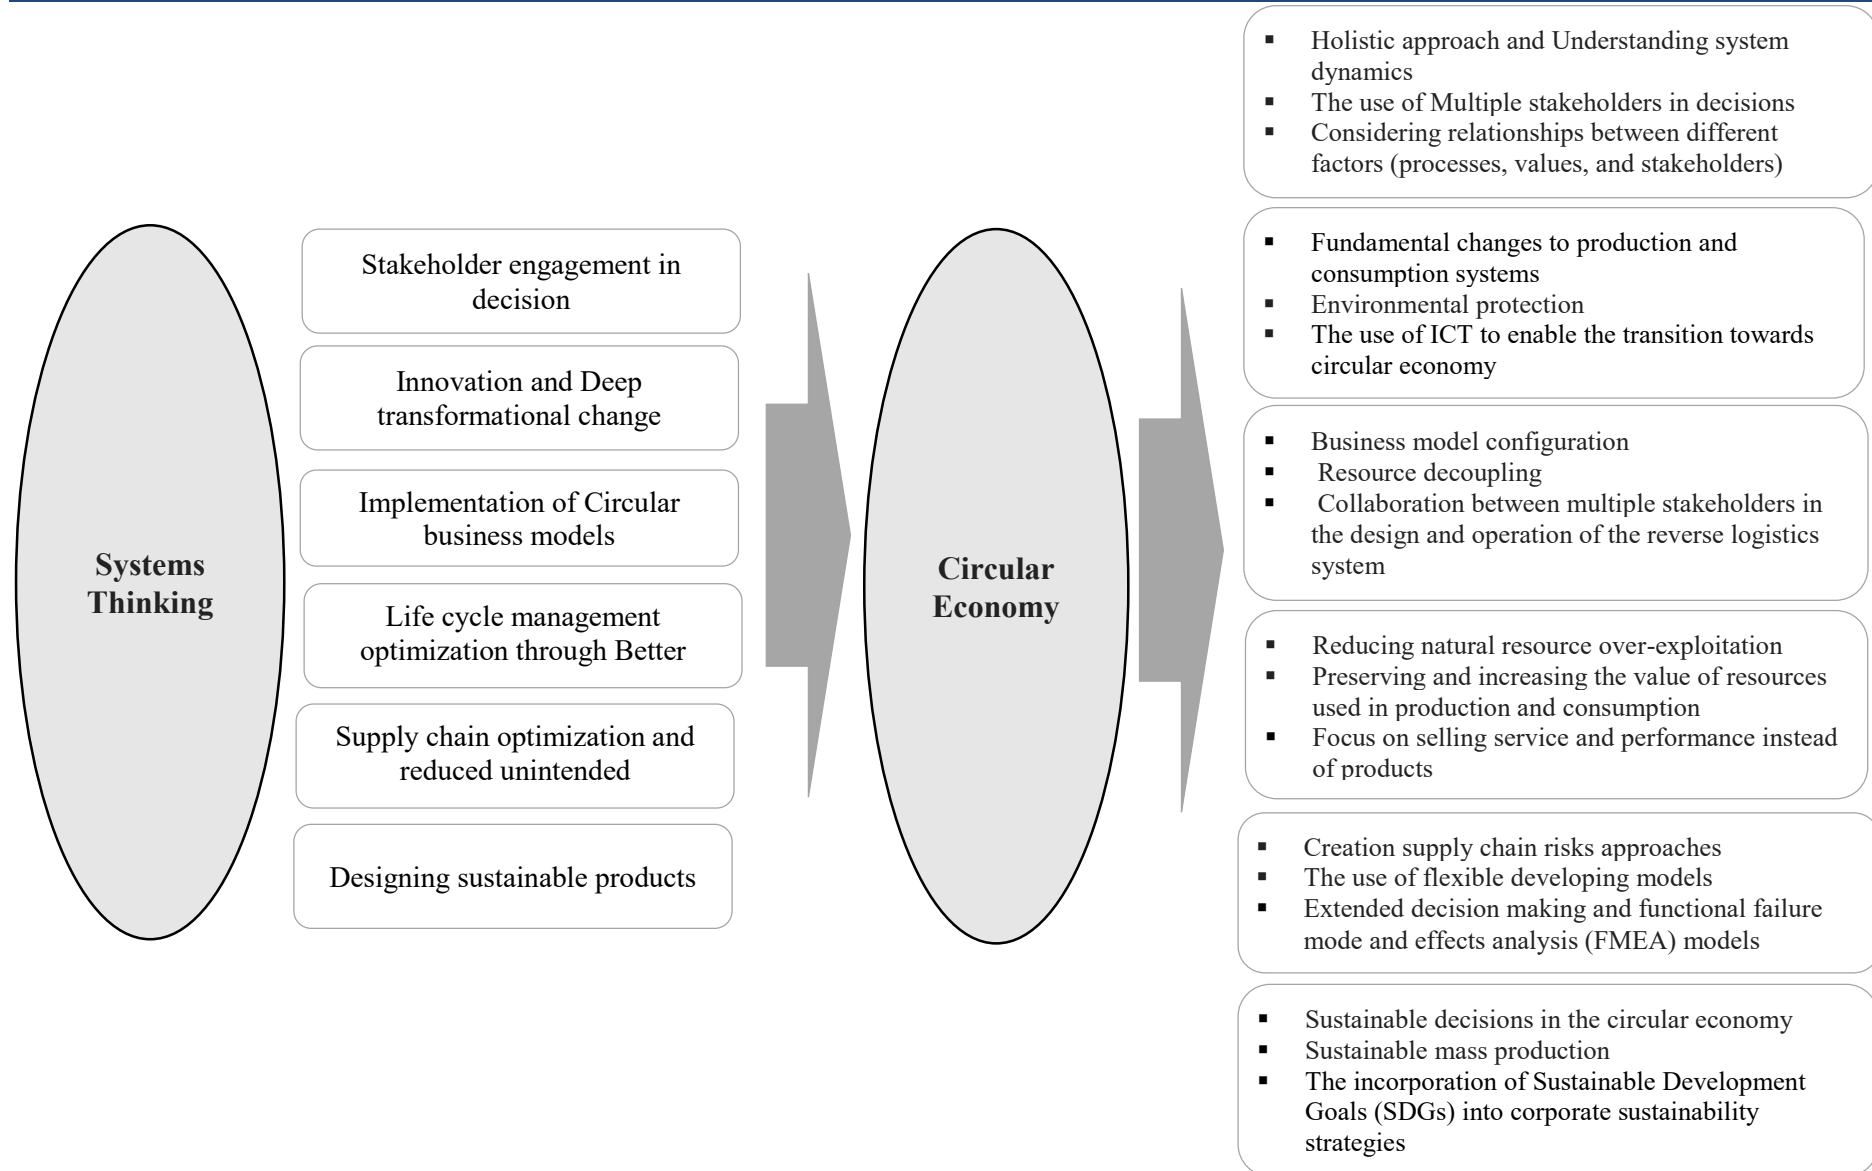 Systems
Thinking
Stakeholder engagement in
decision
Innovation and Deep
transformational change
Implementation of Circular
business models
Life cycle management
optimization through Better
Supply chain optimization and
reduced unintended
Designing sustainable products
Circular
Economy
▪ Holistic approach and Understanding system
dynamics
▪ The use of Multiple stakeholders in decisions
▪ Considering relationships between different
factors (processes, values, and stakeholders)
▪ Fundamental changes to production and
consumption systems
▪ Environmental protection
▪ The use of ICT to enable the transition towards
circular economy
▪ Business model configuration
▪ Resource decoupling
▪ Collaboration between multiple stakeholders in
the design and operation of the reverse logistics
system
▪ Reducing natural resource over-exploitation
▪ Preserving and increasing the value of resources
used in production and consumption
▪ Focus on selling service and performance instead
of products
▪ Creation supply chain risks approaches
▪ The use of flexible developing models
▪ Extended decision making and functional failure
mode and effects analysis (FMEA) models
▪ Sustainable decisions in the circular economy
▪ Sustainable mass production
▪ The incorporation of Sustainable Development
Goals (SDGs) into corporate sustainability
strategies